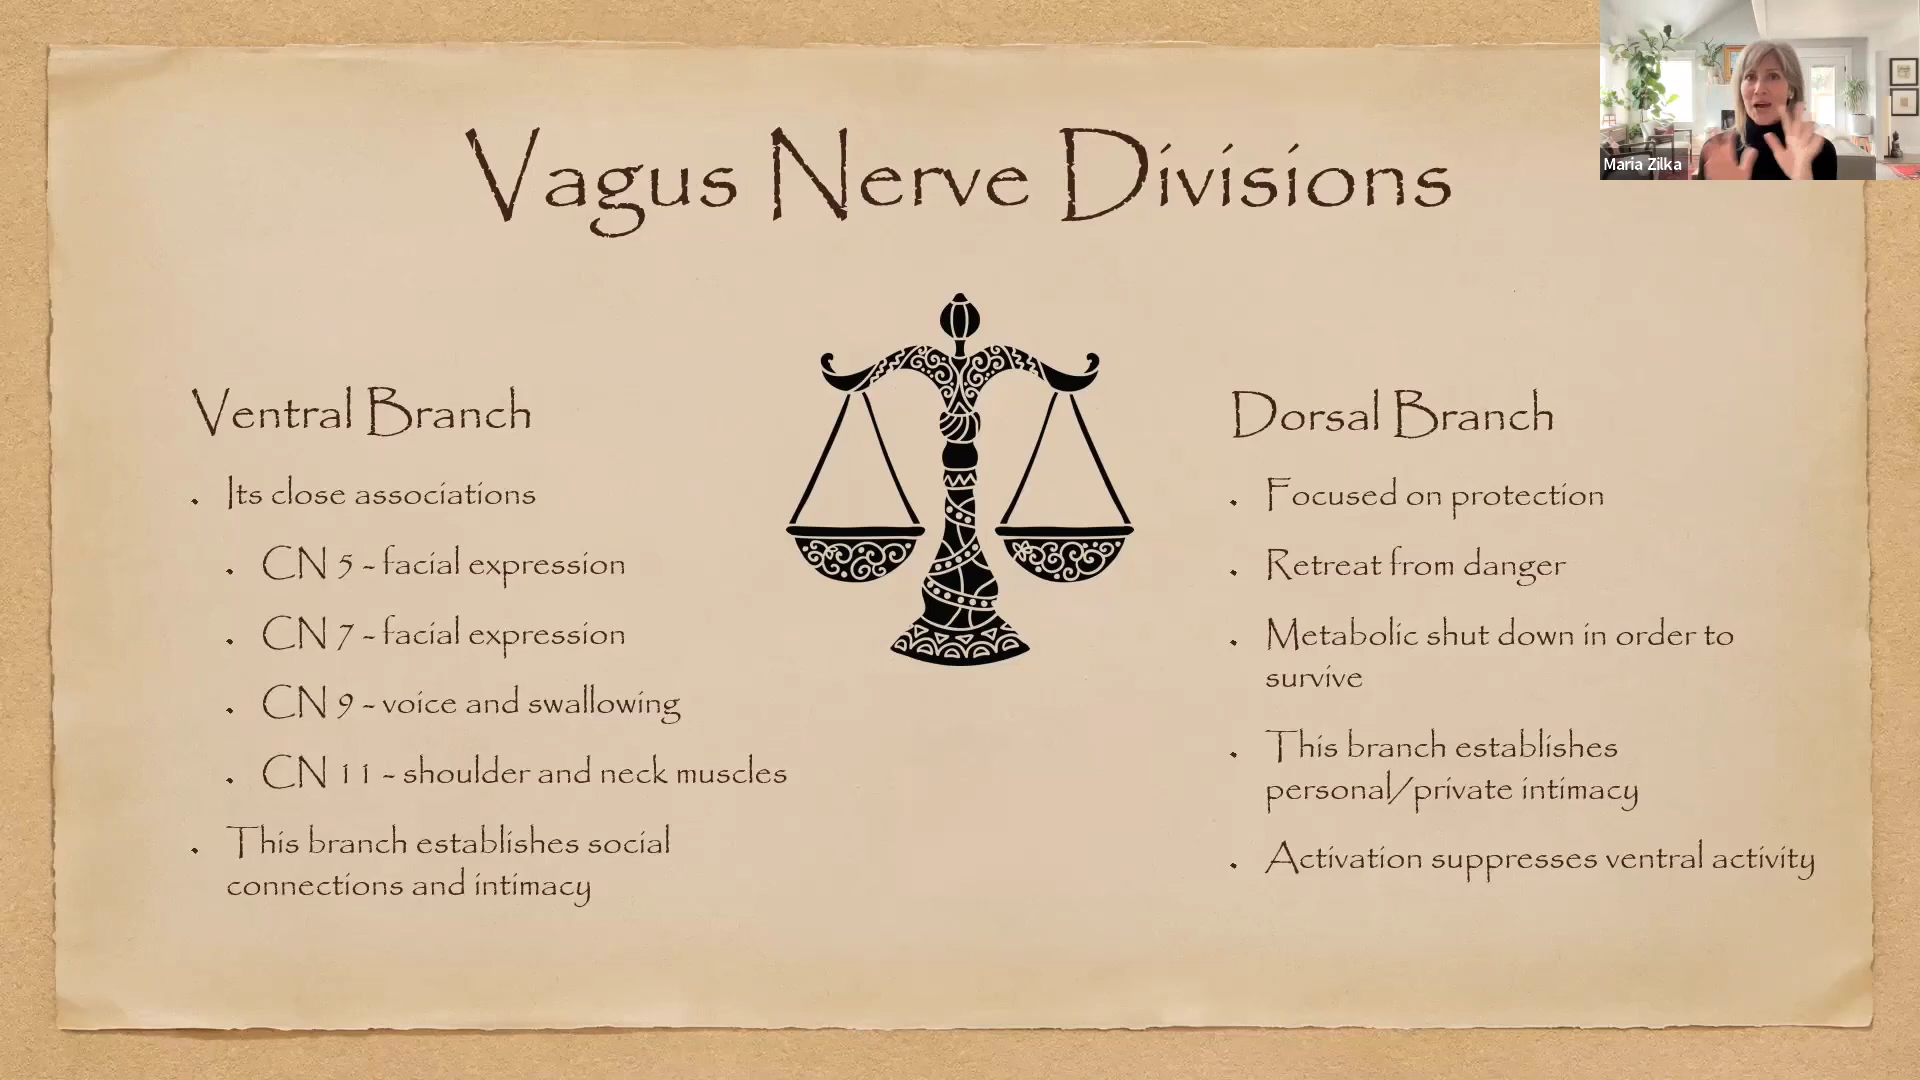 Maria Zilka
Vagus Nerve Divisions
Ventral Branch
Its close associations
CN 5 - facial expression
CN 7 - facial expression
CN 9 - voice and swallowing
CN 11 - shoulder and neck muscles
This branch establishes social
connections and intimacy
Dorsal Branch
Focused on protection
Retreat from danger
Metabolic shut down in order to
survive
This branch establishes
personal/private intimacy
Activation suppresses ventral activity